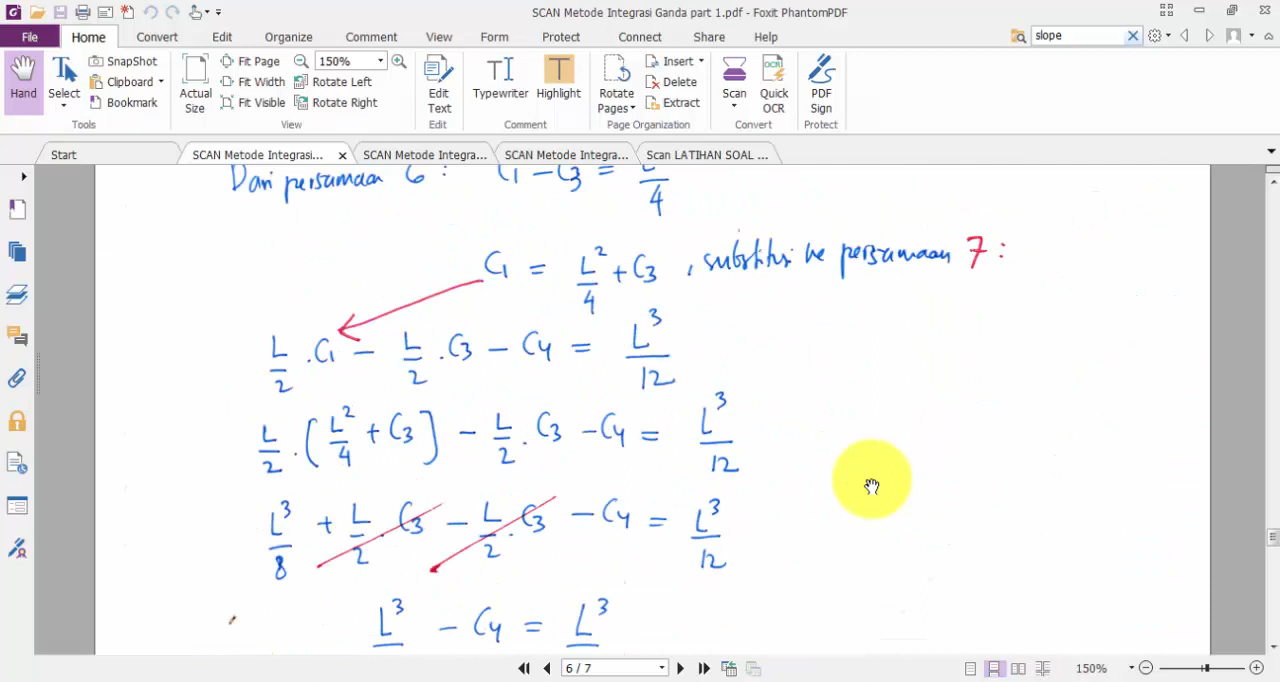 SCAN Metode Integrasi Ganda part 1.pdf - Foxit PhantomPDF
File Home Convert Edit Organize Comment View Form Protect Connect Share Help slope
Hand Select SnapShot Clipboard Bookmark Tools
Actual Size Fit Page Fit Width Fit Visible 150% Rotate Left Rotate Right View
Edit Text Edit
Typewriter Highlight Comment
Rotate Pages Insert Delete Extract Page Organization
Scan Quick OCR Convert
PDF Sign Protect
Start SCAN Metode Integrasi... SCAN Metode Integra... SCAN Metode Integra... Scan LATIHAN SOAL ...
Dari persamaan 6 : C1 - C3 = L²/4
C1 = L²/4 + C3 , substitusi ke persamaan 7 :
L/2 . C1 - L/2 . C3 - C4 = L³/12
L/2 . ( L²/4 + C3 ) - L/2 . C3 - C4 = L³/12
L³/8 + L/2 . C3 - L/2 . C3 - C4 = L³/12
L³ - C4 = L³
6 / 7 150%